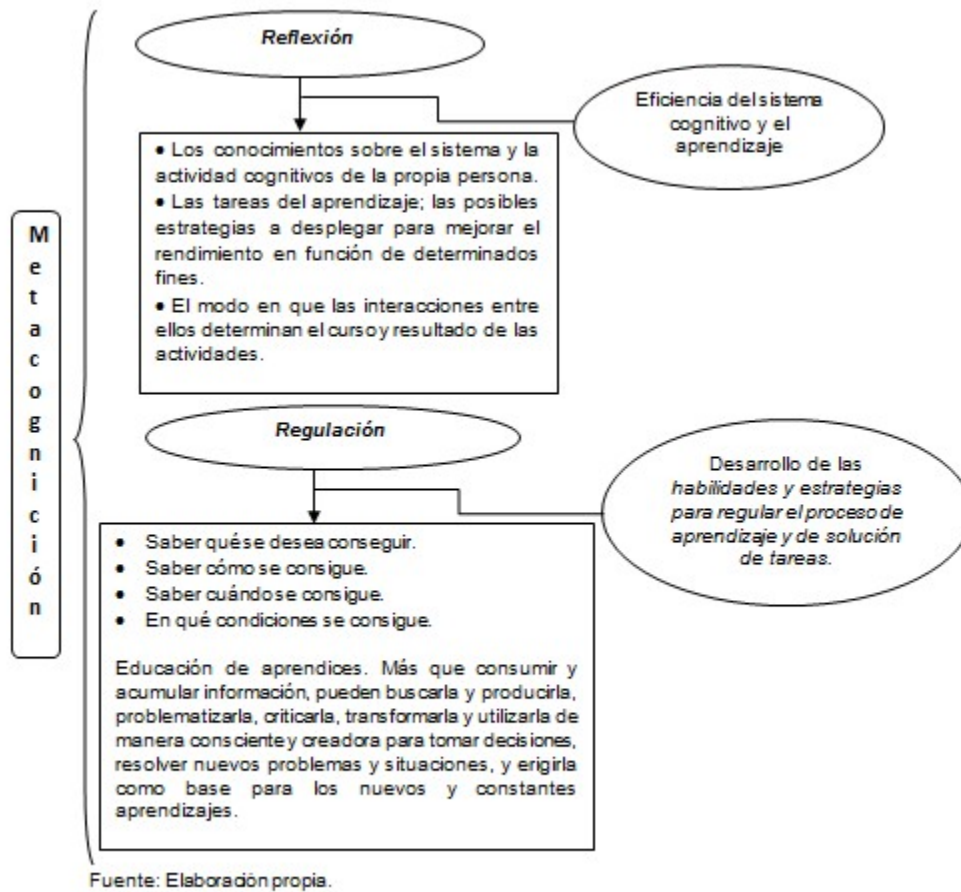 Metacognición
Reflexión
Eficiencia del sistema
cognitivo y el
aprendizaje
• Los conocimientos sobre el sistema y la
actividad cognitivos de la propia persona.
• Las tareas del aprendizaje; las posibles
estrategias a desplegar para mejorar el
rendimiento en función de determinados
fines.
• El modo en que las interacciones entre
ellos determinan el curso y resultado de las
actividades.
Regulación
Desarrollo de las
habilidades y estrategias
para regular el proceso de
aprendizaje y de solución
de tareas.
• Saber qué se desea conseguir.
• Saber cómo se consigue.
• Saber cuándo se consigue.
• En qué condiciones se consigue.
Educación de aprendices. Más que consumir y
acumular información, pueden buscarla y producirla,
problematizarla, criticarla, transformarla y utilizarla de
manera consciente y creadora para tomar decisiones,
resolver nuevos problemas y situaciones, y erigirla
como base para los nuevos y constantes
aprendizajes.
Fuente: Elaboración propia.